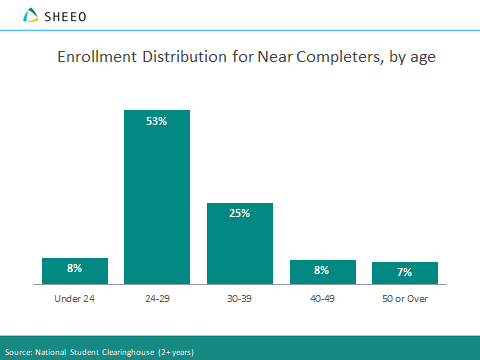 SHEEO
Enrollment Distribution for Near Completers, by age
53%
25%
8%
8%
7%
Under 24
24-29
30-39
40-49
50 or Over
Source: National Student Clearinghouse (2+ years)